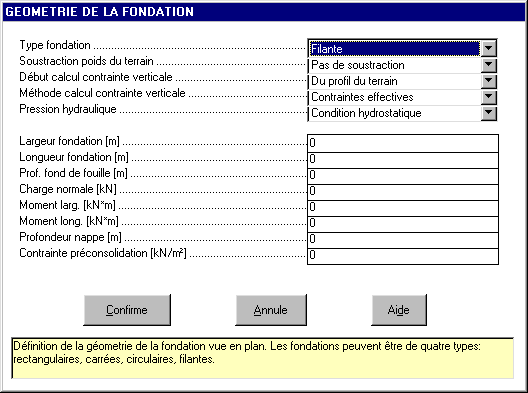 GEOMETRIE DE LA FONDATION
Type fondation Filante
Soustraction poids du terrain Pas de soustraction
Début calcul contrainte verticale Du profil du terrain
Méthode calcul contrainte verticale Contraintes effectives
Pression hydraulique Condition hydrostatique
Largeur fondation [m] 0
Longueur fondation [m] 0
Prof. fond de fouille [m] 0
Charge normale [kN] 0
Moment larg. [kN*m] 0
Moment long. [kN*m] 0
Profondeur nappe [m] 0
Contrainte préconsolidation [kN/m²] 0
Confirme Annule Aide
Définition de la géometrie de la fondation vue en plan. Les fondations peuvent être de quatre types:
rectangulaires, carrées, circulaires, filantes.